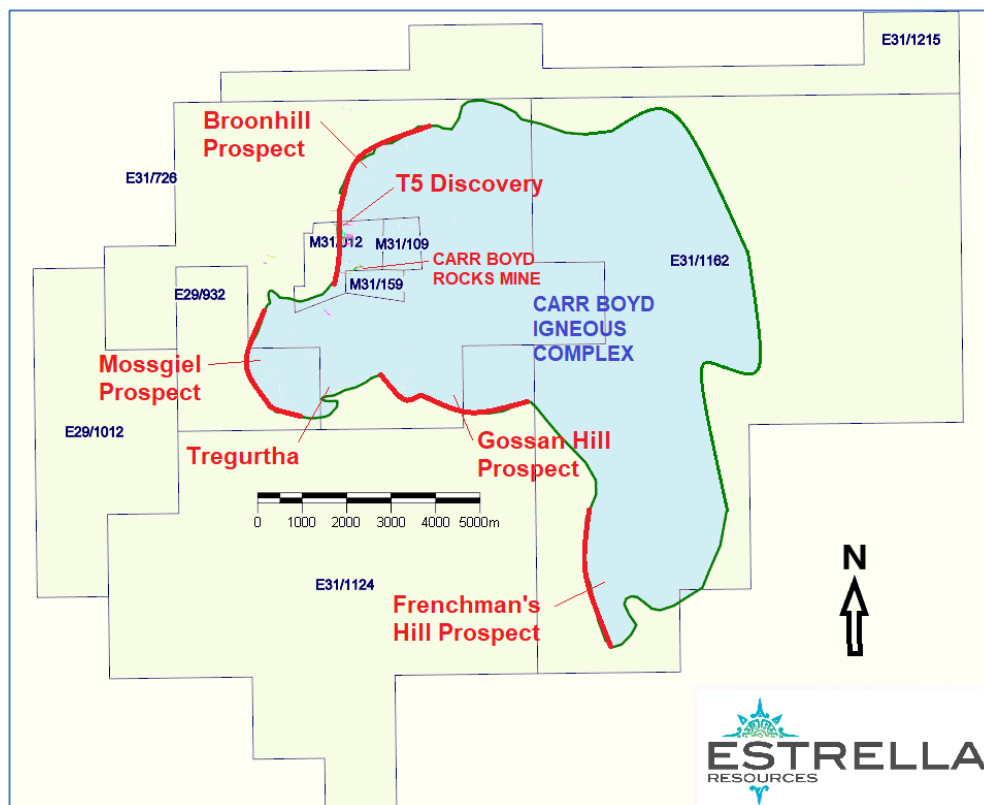 E31/1215
Broonhill
Prospect
E31/726
T5 Discovery
M31/012
M31/109
CARR BOYD
ROCKS MINE
M31/159
E31/1162
E29/932
CARR BOYD
IGNEOUS
COMPLEX
Mossgiel
Prospect
E29/1012
Tregurtha
Gossan Hill
Prospect
0 1000 2000 3000 4000 5000m
E31/1124
Frenchman's
Hill Prospect
N
ESTRELLA
RESOURCES